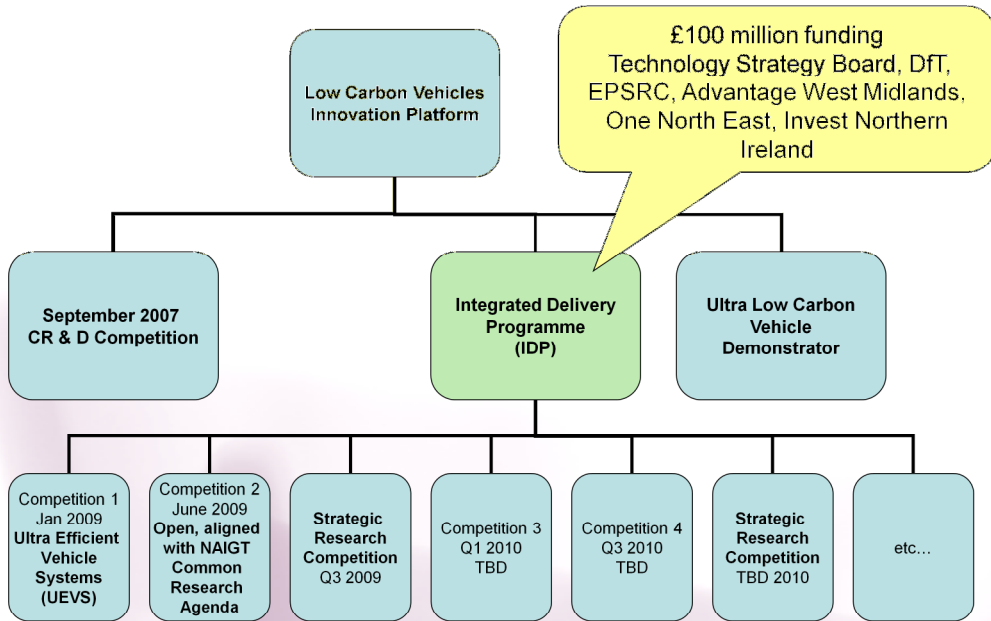 £100 million funding
Technology Strategy Board, DfT,
EPSRC, Advantage West Midlands,
One North East, Invest Northern
Ireland
Low Carbon Vehicles
Innovation Platform
September 2007
CR & D Competition
Integrated Delivery
Programme
(IDP)
Ultra Low Carbon
Vehicle
Demonstrator
Competition 1
Jan 2009
Ultra Efficient
Vehicle
Systems
(UEVS)
Competition 2
June 2009
Open, aligned
with NAIGT
Common
Research
Agenda
Strategic
Research
Competition
Q3 2009
Competition 3
Q1 2010
TBD
Competition 4
Q3 2010
TBD
Strategic
Research
Competition
TBD 2010
etc...